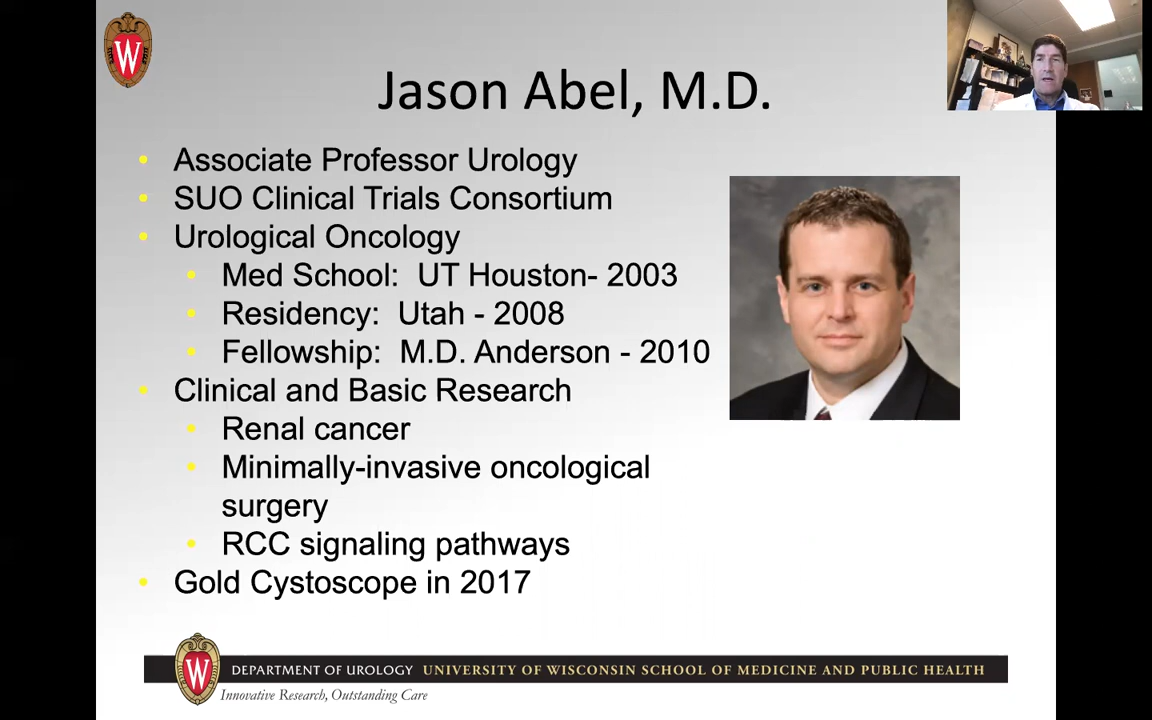 W
Jason Abel, M.D.
Associate Professor Urology
SUO Clinical Trials Consortium
Urological Oncology
Med School: UT Houston- 2003
Residency: Utah - 2008
Fellowship: M.D. Anderson - 2010
Clinical and Basic Research
Renal cancer
Minimally-invasive oncological
surgery
RCC signaling pathways
Gold Cystoscope in 2017
W
DEPARTMENT OF UROLOGY UNIVERSITY OF WISCONSIN SCHOOL OF MEDICINE AND PUBLIC HEALTH
Innovative Research, Outstanding Care